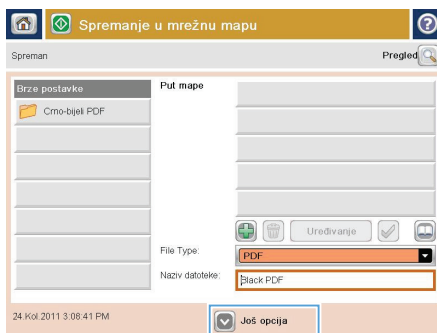 Spremanje u mrežnu mapu
Spreman
Pregled
Brze postavke
Put mape
Crno-bijeli PDF
Uređivanje
File Type:
PDF
Naziv datoteke:
Black PDF
24.Kol.2011 3:08:41 PM
Još opcija